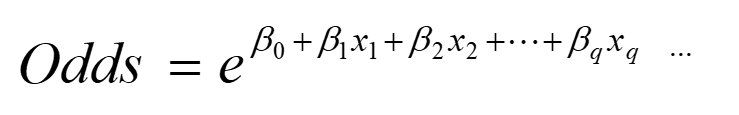 Odds = e^{β₀ + β₁x₁ + β₂x₂ + ··· + β_q x_q} ...